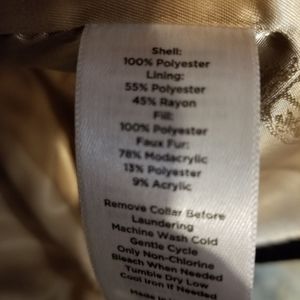 Shell:
100% Polyester
Lining:
55% Polyester
45% Rayon
Fill:
100% Polyester
Faux Fur:
78% Modacrylic
13% Polyester
9% Acrylic
Remove Collar Before
Laundering
Machine Wash Cold
Gentle Cycle
Only Non-Chlorine
Bleach When Needed
Tumble Dry Low
Cool Iron If Needed
Made